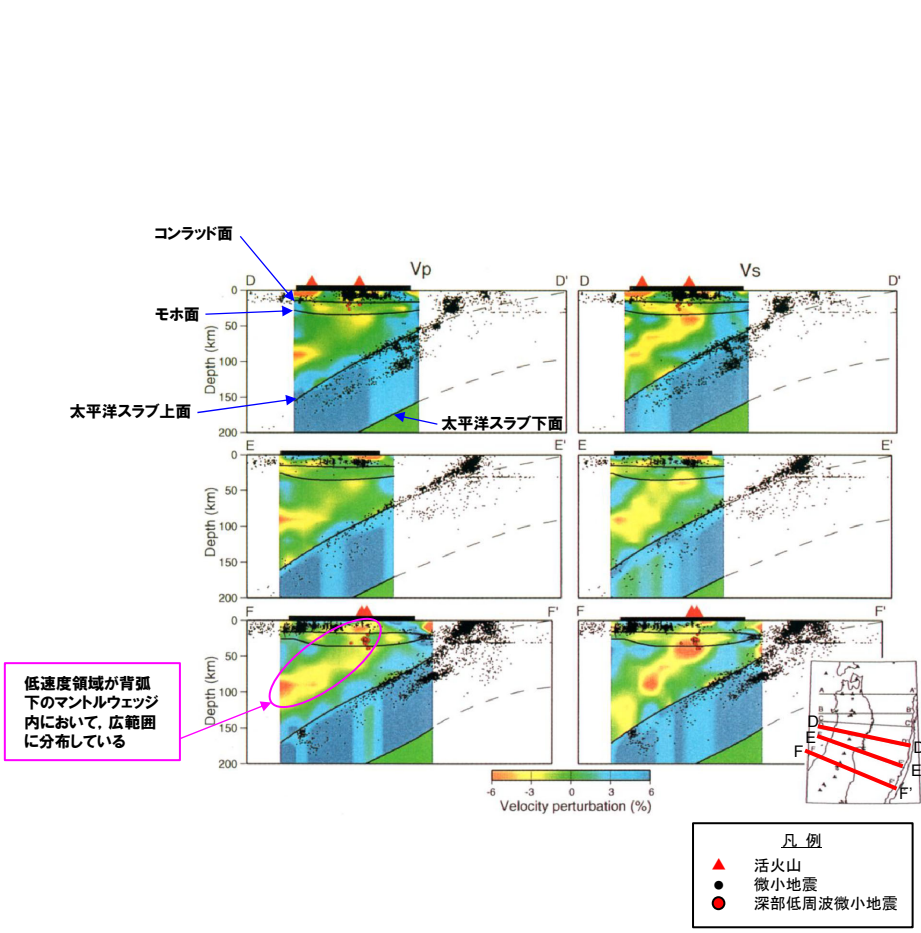 コンラッド面
Vp
Vs
D
D'
D
D'
0
50
100
150
200
Depth (km)
モホ面
太平洋スラブ上面
太平洋スラブ下面
E
E'
E
E'
0
50
100
150
200
Depth (km)
F
F'
F
F'
0
50
100
150
200
Depth (km)
低速度領域が背弧
下のマントルウェッジ
内において，広範囲
に分布している
-6
-3
0
3
6
Velocity perturbation (%)
A
A'
B
B'
C
C'
D
D
E
E
F
F'
凡 例
活火山
微小地震
深部低周波微小地震